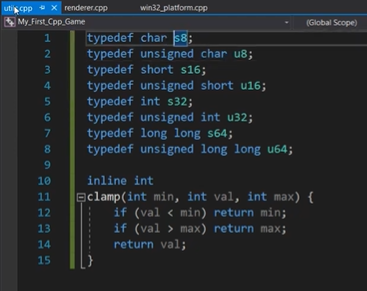 util.cpp renderer.cpp win32_platform.cpp
My_First_Cpp_Game (Global Scope)
1 typedef char s8;
2 typedef unsigned char u8;
3 typedef short s16;
4 typedef unsigned short u16;
5 typedef int s32;
6 typedef unsigned int u32;
7 typedef long long s64;
8 typedef unsigned long long u64;
9
10 inline int
11 clamp(int min, int val, int max) {
12 if (val < min) return min;
13 if (val > max) return max;
14 return val;
15 }